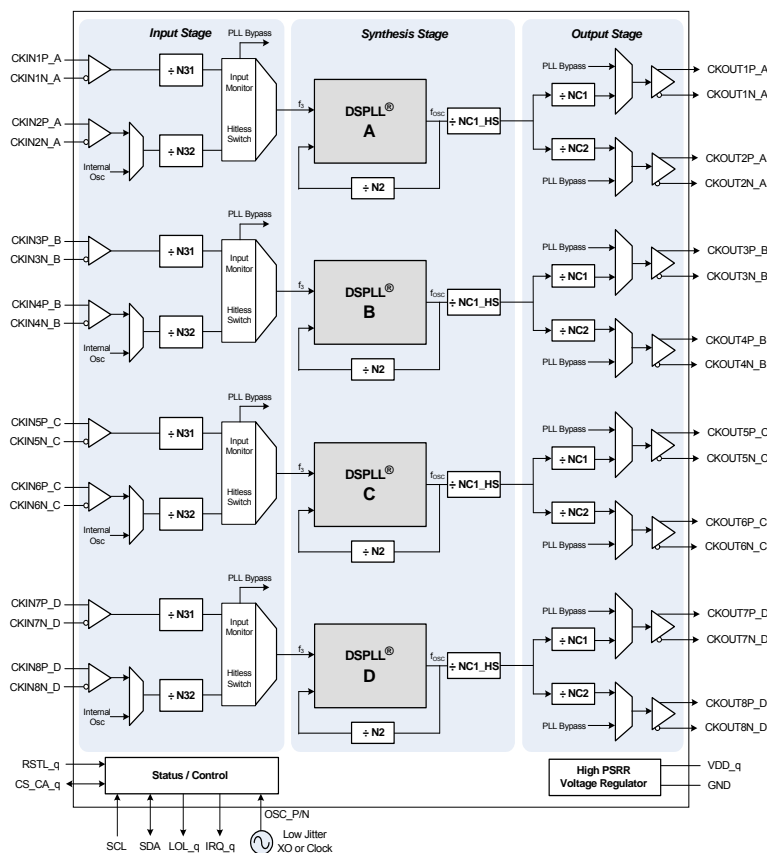 Input Stage
Synthesis Stage
Output Stage
CKIN1P_A
CKIN1N_A
CKIN2P_A
CKIN2N_A
Internal
Osc
÷ N31
÷ N32
PLL Bypass
Input
Monitor
Hitless
Switch
f3
DSPLL®
A
fOSC
÷ N2
÷ NC1_HS
PLL Bypass
÷ NC1
÷ NC2
PLL Bypass
CKOUT1P_A
CKOUT1N_A
CKOUT2P_A
CKOUT2N_A
CKIN3P_B
CKIN3N_B
CKIN4P_B
CKIN4N_B
Internal
Osc
÷ N31
÷ N32
PLL Bypass
Input
Monitor
Hitless
Switch
f3
DSPLL®
B
fOSC
÷ N2
÷ NC1_HS
PLL Bypass
÷ NC1
÷ NC2
PLL Bypass
CKOUT3P_B
CKOUT3N_B
CKOUT4P_B
CKOUT4N_B
CKIN5P_C
CKIN5N_C
CKIN6P_C
CKIN6N_C
Internal
Osc
÷ N31
÷ N32
PLL Bypass
Input
Monitor
Hitless
Switch
f3
DSPLL®
C
fOSC
÷ N2
÷ NC1_HS
PLL Bypass
÷ NC1
÷ NC2
PLL Bypass
CKOUT5P_C
CKOUT5N_C
CKOUT6P_C
CKOUT6N_C
CKIN7P_D
CKIN7N_D
CKIN8P_D
CKIN8N_D
Internal
Osc
÷ N31
÷ N32
PLL Bypass
Input
Monitor
Hitless
Switch
f3
DSPLL®
D
fOSC
÷ N2
÷ NC1_HS
PLL Bypass
÷ NC1
÷ NC2
PLL Bypass
CKOUT7P_D
CKOUT7N_D
CKOUT8P_D
CKOUT8N_D
RSTL_q
CS_CA_q
Status / Control
High PSRR
Voltage Regulator
VDD_q
GND
OSC_P/N
SCL
SDA
LOL_q
IRQ_q
Low Jitter
XO or Clock